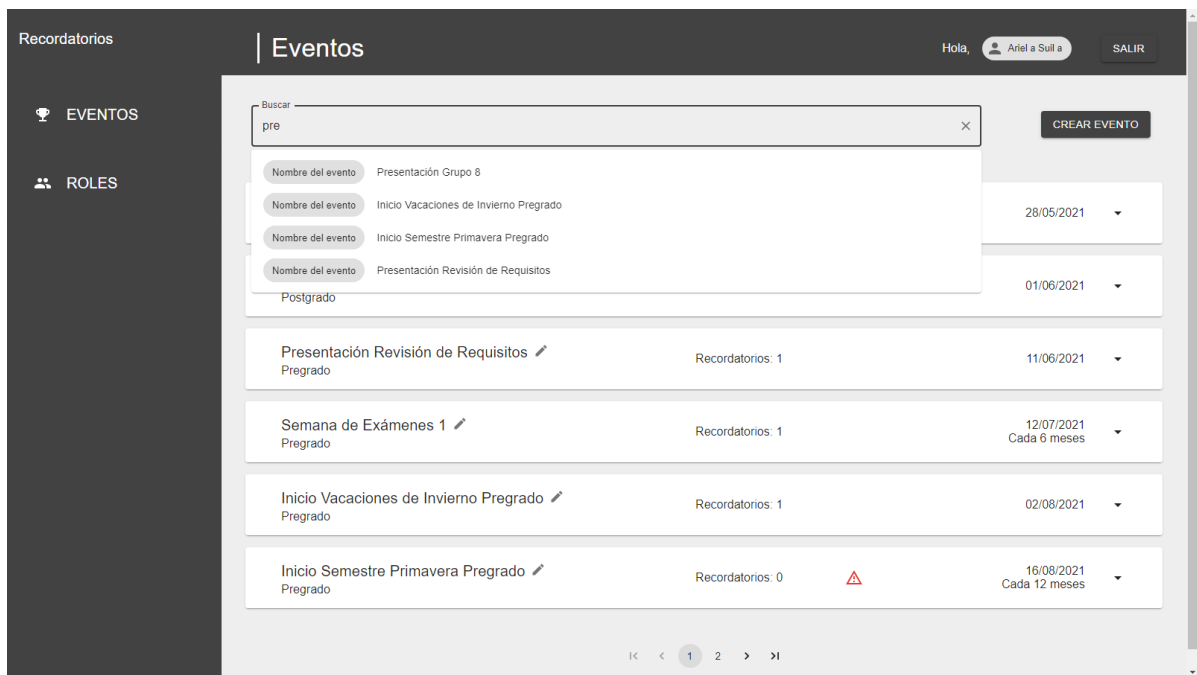 Recordatorios
Eventos
Hola,
Ariel a Suil a
SALIR
EVENTOS
ROLES
Buscar
pre
CREAR EVENTO
Nombre del evento Presentación Grupo 8
Nombre del evento Inicio Vacaciones de Invierno Pregrado
Nombre del evento Inicio Semestre Primavera Pregrado
Nombre del evento Presentación Revisión de Requisitos
28/05/2021
Postgrado
01/06/2021
Presentación Revisión de Requisitos
Pregrado
Recordatorios: 1
11/06/2021
Semana de Exámenes 1
Pregrado
Recordatorios: 1
12/07/2021
Cada 6 meses
Inicio Vacaciones de Invierno Pregrado
Pregrado
Recordatorios: 1
02/08/2021
Inicio Semestre Primavera Pregrado
Pregrado
Recordatorios: 0
16/08/2021
Cada 12 meses
1 2